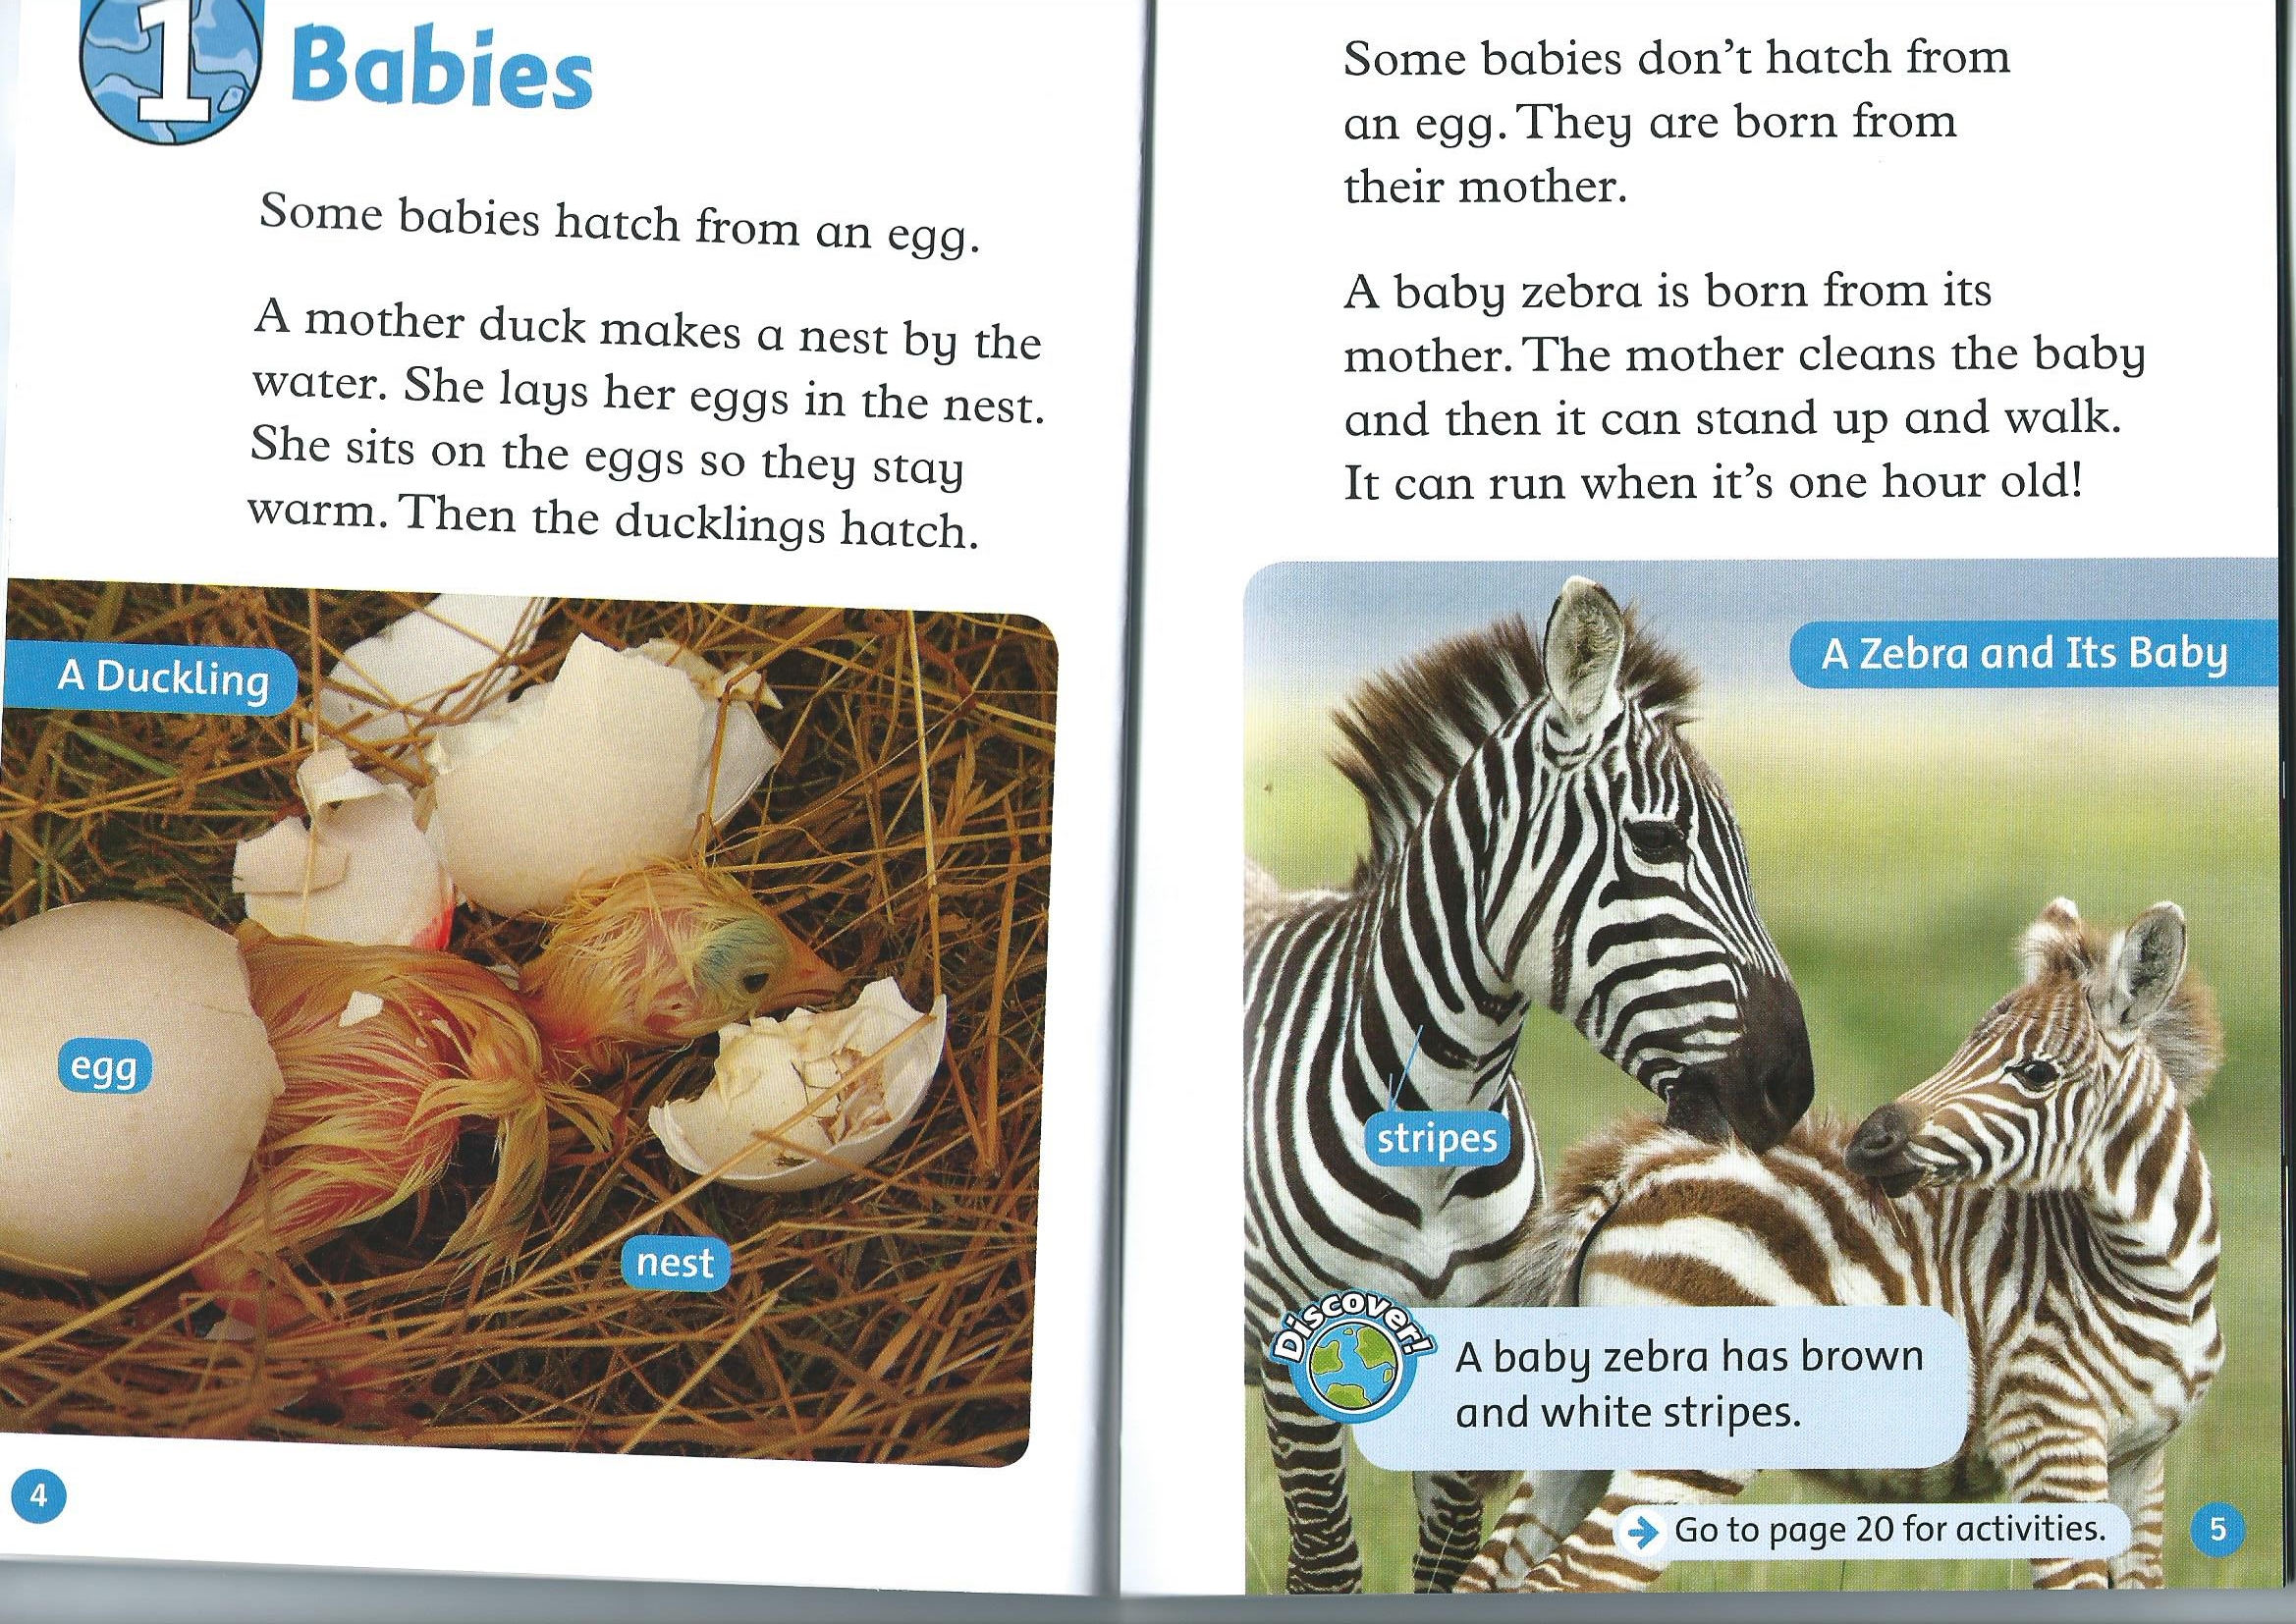 1 Babies
Some babies hatch from an egg.
A mother duck makes a nest by the
water. She lays her eggs in the nest.
She sits on the eggs so they stay
warm. Then the ducklings hatch.
A Duckling
egg
nest
4
Some babies don't hatch from
an egg. They are born from
their mother.
A baby zebra is born from its
mother. The mother cleans the baby
and then it can stand up and walk.
It can run when it's one hour old!
A Zebra and Its Baby
stripes
Discover!
A baby zebra has brown
and white stripes.
Go to page 20 for activities.
5